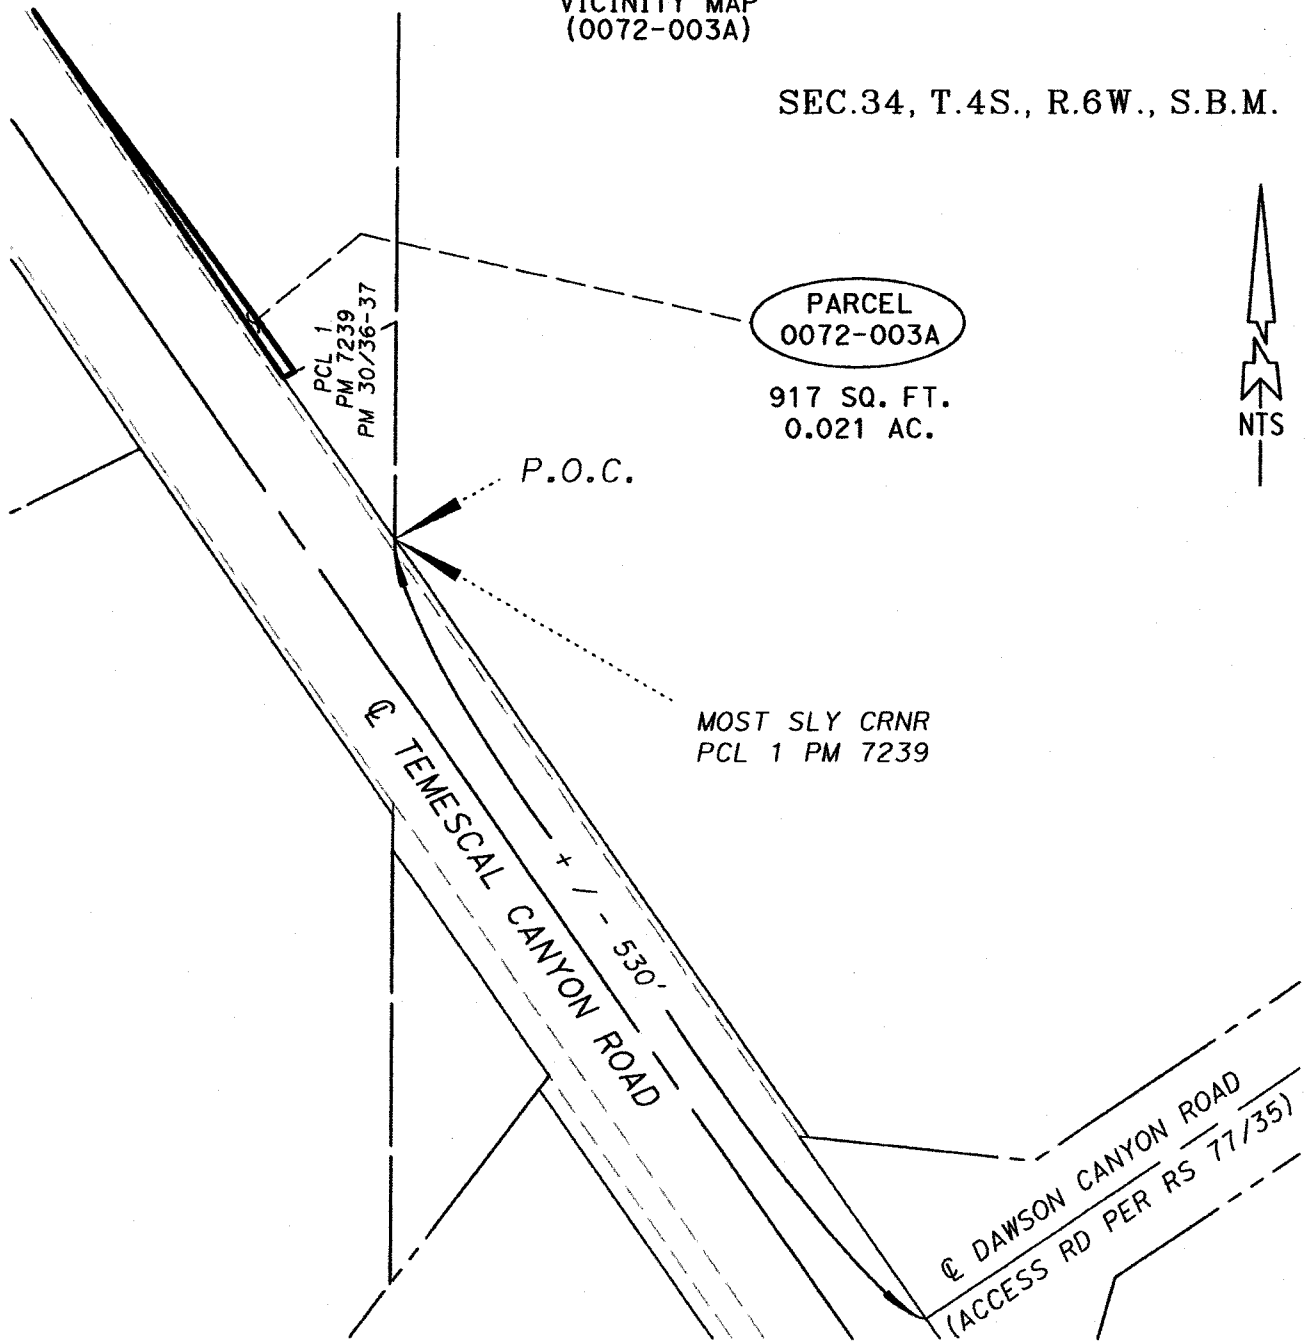 VICINITY MAP
(0072-003A)
SEC.34, T.4S., R.6W., S.B.M.
PCL 1
PM 7239
PM 30/36-37
PARCEL
0072-003A
917 SQ. FT.
0.021 AC.
NTS
P.O.C.
MOST SLY CRNR
PCL 1 PM 7239
℄ TEMESCAL CANYON ROAD
+ / - 530'
℄ DAWSON CANYON ROAD
(ACCESS RD PER RS 77/35)